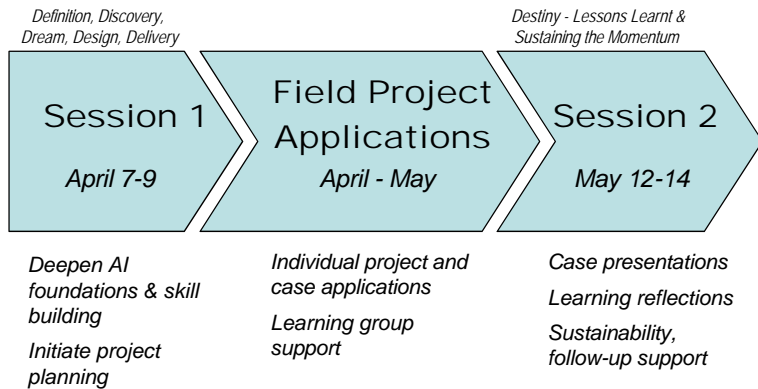 Definition, Discovery,
Dream, Design, Delivery
Destiny - Lessons Learnt &
Sustaining the Momentum
Session 1
April 7-9
Field Project
Applications
April - May
Session 2
May 12-14
Deepen AI
foundations & skill
building
Initiate project
planning
Individual project and
case applications
Learning group
support
Case presentations
Learning reflections
Sustainability,
follow-up support